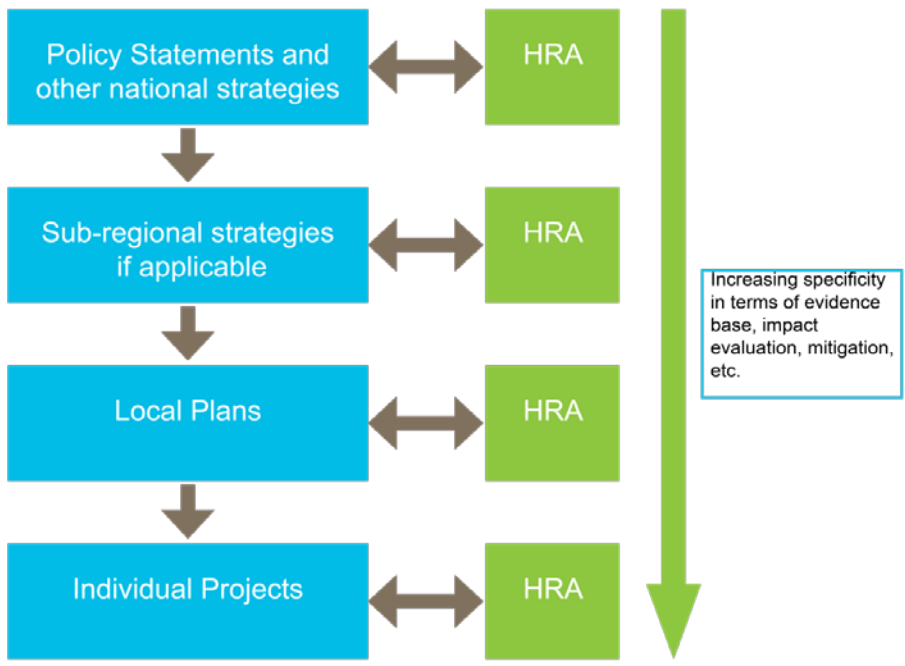 Policy Statements and
other national strategies
HRA
Sub-regional strategies
if applicable
HRA
Increasing specificity
in terms of evidence
base, impact
evaluation, mitigation,
etc.
Local Plans
HRA
Individual Projects
HRA